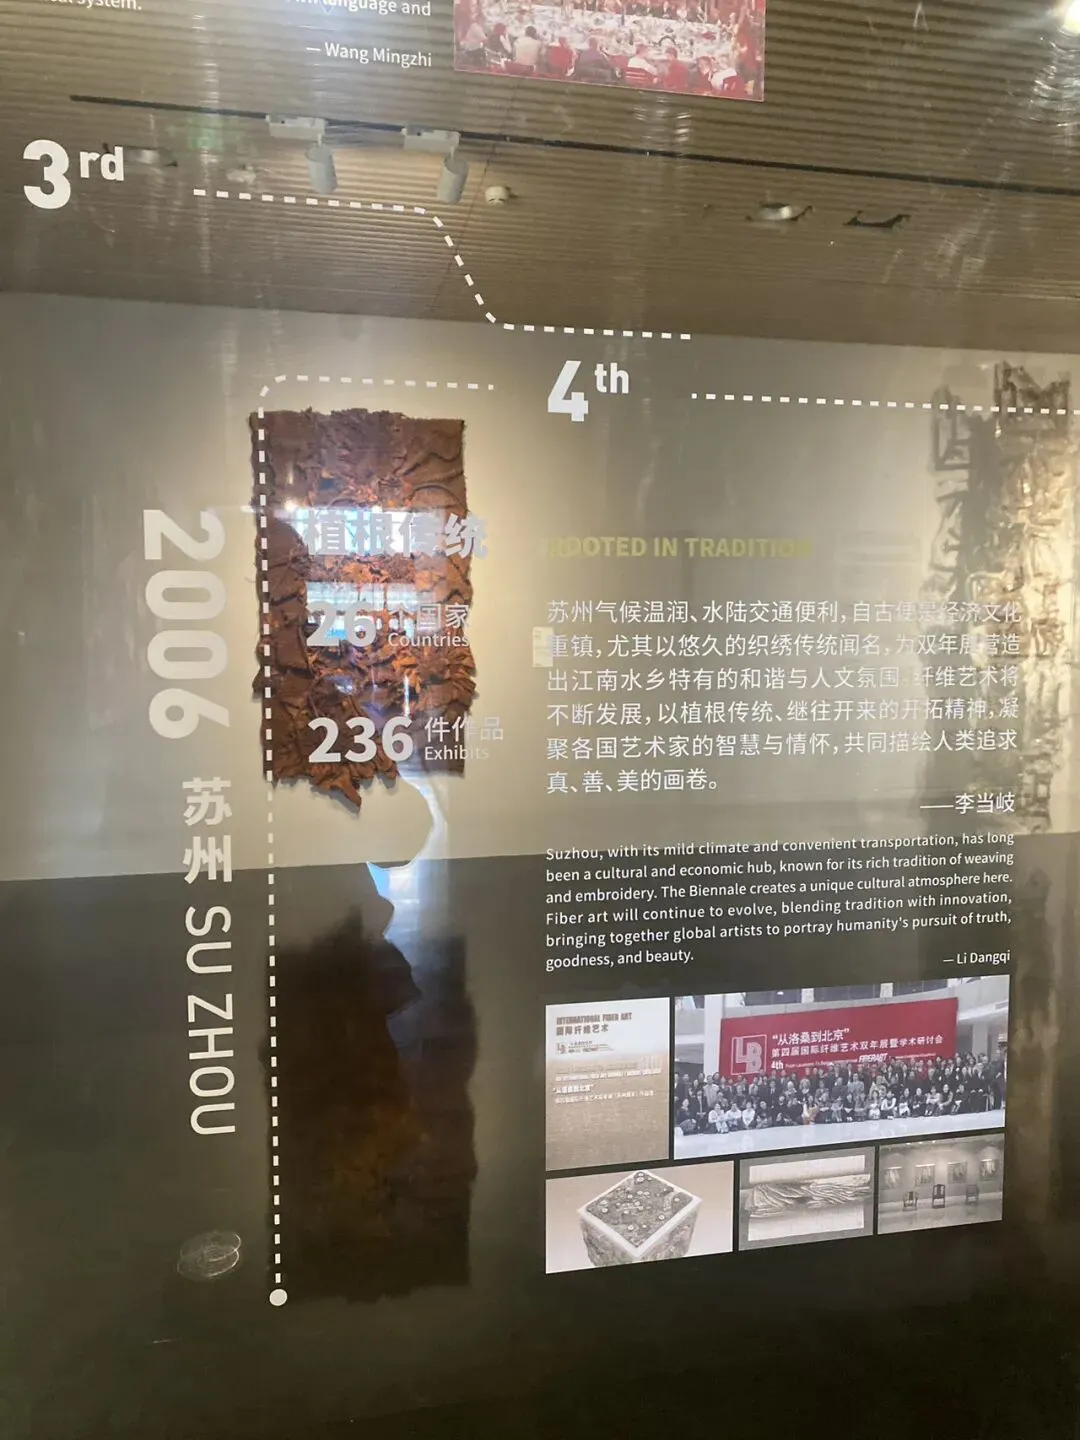 language and
— Wang Mingzhi
3rd
4th
2006 苏州 SU ZHOU
植根传统
26 个国家
Countries
236 件作品
Exhibits
ROOTED IN TRADITION
苏州气候温润、水陆交通便利，自古便是经济文化
重镇，尤其以悠久的织绣传统闻名，为双年展营造
出江南水乡特有的和谐与人文氛围。纤维艺术将
不断发展，以植根传统、继往开来的开拓精神，凝
聚各国艺术家的智慧与情怀，共同描绘人类追求
真、善、美的画卷。
——李当岐
Suzhou, with its mild climate and convenient transportation, has long
been a cultural and economic hub, known for its rich tradition of weaving
and embroidery. The Biennale creates a unique cultural atmosphere here.
Fiber art will continue to evolve, blending tradition with innovation,
bringing together global artists to portray humanity's pursuit of truth,
goodness, and beauty.
— Li Dangqi
INTERNATIONAL FIBER ART
国际纤维艺术
“从洛桑到北京”
“从洛桑到北京”
第四届国际纤维艺术双年展暨学术研讨会
4th
FIBERART